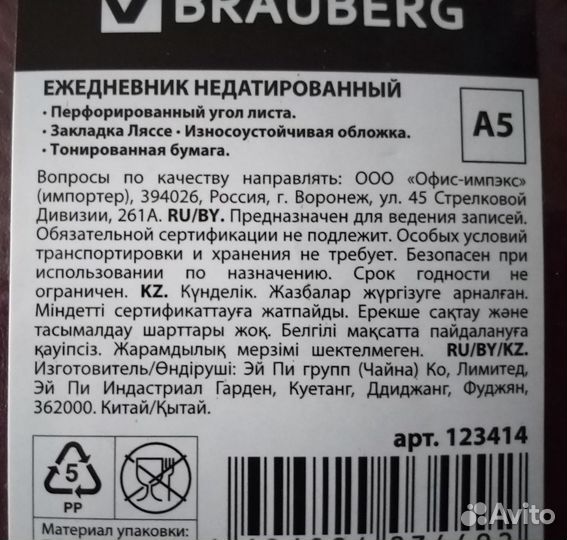 BRAUBERG
ЕЖЕДНЕВНИК НЕДАТИРОВАННЫЙ
• Перфорированный угол листа.
• Закладка Ляссе • Износоустойчивая обложка.
• Тонированная бумага.
A5
Вопросы по качеству направлять: ООО «Офис-импэкс»
(импортер), 394026, Россия, г. Воронеж, ул. 45 Стрелковой
Дивизии, 261А. RU/BY. Предназначен для ведения записей.
Обязательной сертификации не подлежит. Особых условий
транспортировки и хранения не требует. Безопасен при
использовании по назначению. Срок годности не
ограничен. KZ. Күнделік. Жазбалар жүргізуге арналған.
Міндетті сертификаттауға жатпайды. Ерекше сақтау және
тасымалдау шарттары жоқ. Белгілі мақсатта пайдалануға
қауіпсіз. Жарамдылық мерзімі шектелмеген. RU/BY/KZ.
Изготовитель/Өндіруші: Эй Пи групп (Чайна) Ко, Лимитед,
Эй Пи Индастриал Гарден, Куетанг, Ддиджанг, Фуджян,
362000. Китай/Қытай.
арт. 123414
5
PP
Материал упаковки:
Avito